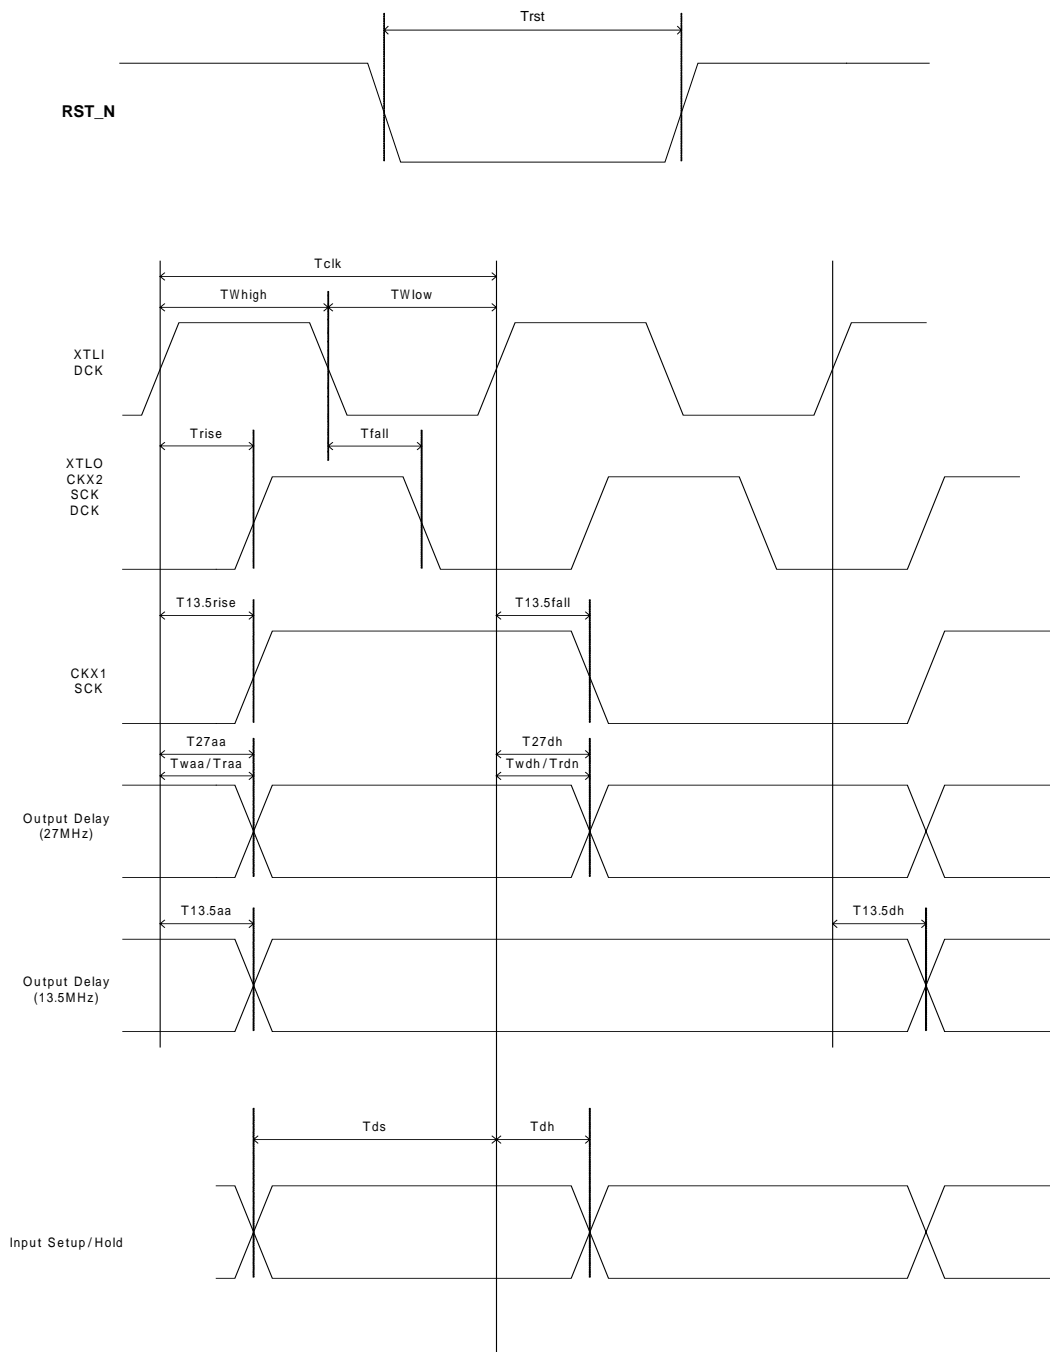 Trst
RST_N
Tclk
TWhigh
TWlow
XTLI
DCK
Trise
Tfall
XTLO
CKX2
SCK
DCK
T13.5rise
T13.5fall
CKX1
SCK
T27aa
T27dh
Twaa/Traa
Twdh/Trdn
Output Delay
(27MHz)
T13.5aa
T13.5dh
Output Delay
(13.5MHz)
Tds
Tdh
Input Setup/Hold